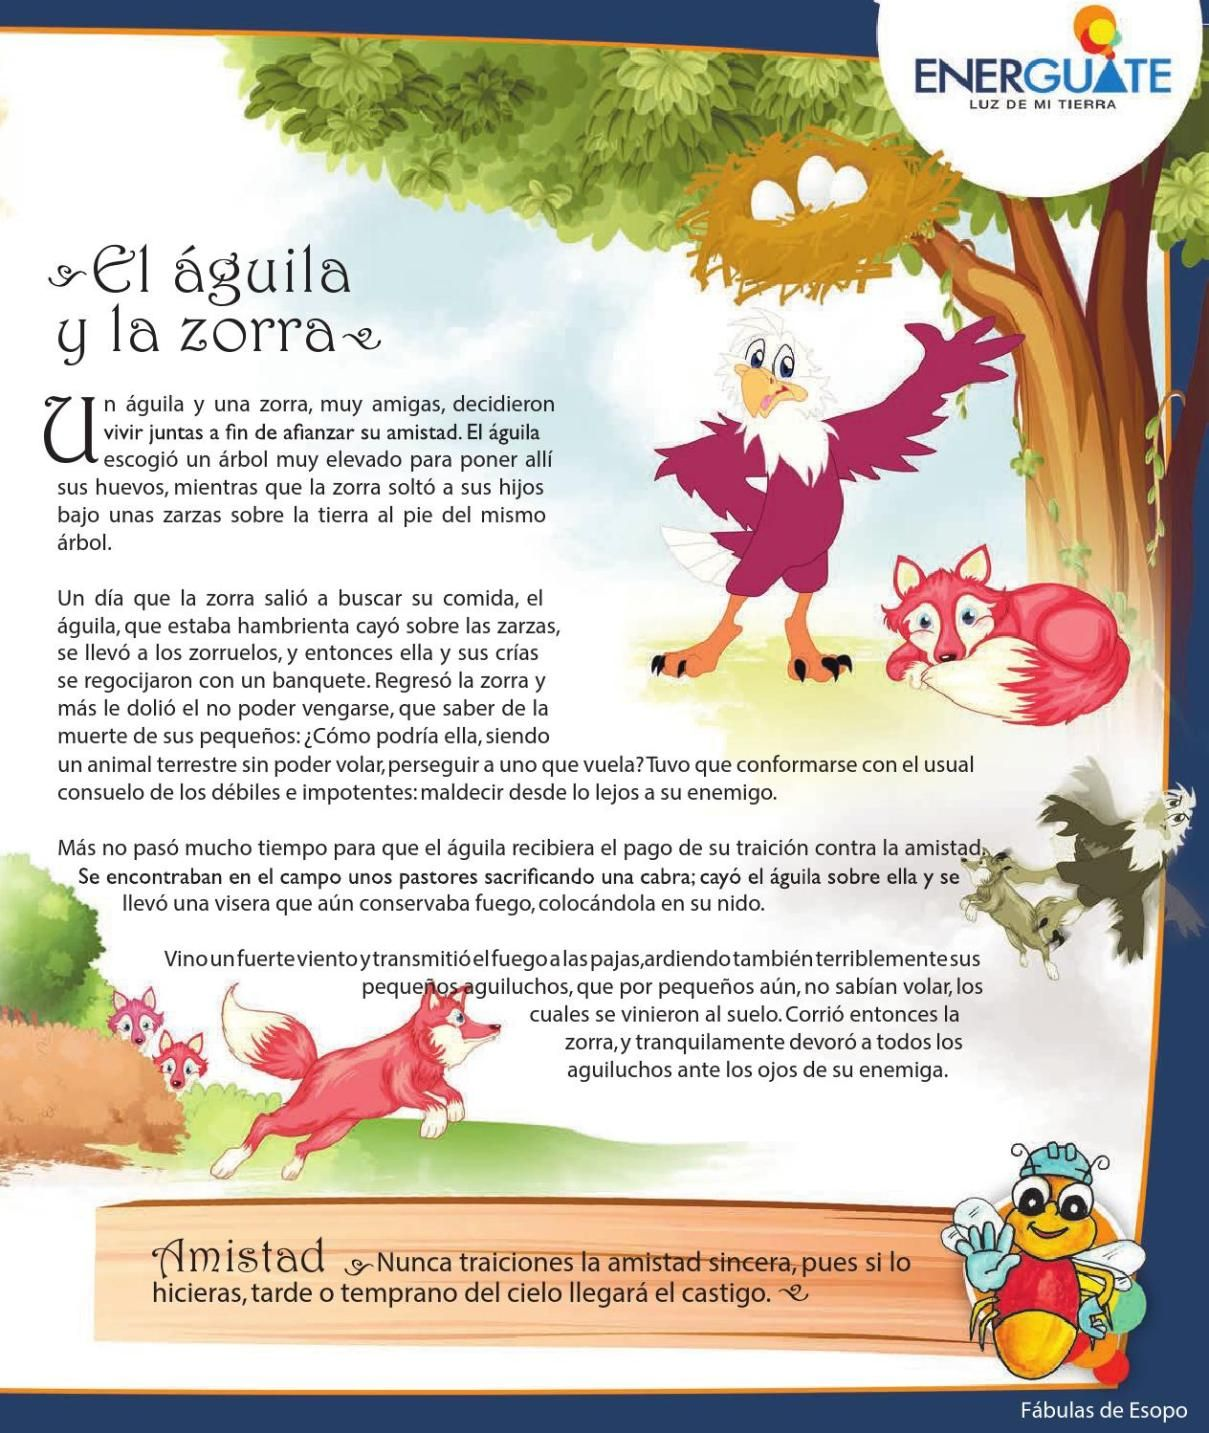 ENERGUATE
LUZ DE MI TIERRA
El águila
y la zorra
Un águila y una zorra, muy amigas, decidieron
vivir juntas a fin de afianzar su amistad. El águila
escogió un árbol muy elevado para poner allí
sus huevos, mientras que la zorra soltó a sus hijos
bajo unas zarzas sobre la tierra al pie del mismo
árbol.
Un día que la zorra salió a buscar su comida, el
águila, que estaba hambrienta cayó sobre las zarzas,
se llevó a los zorruelos, y entonces ella y sus crías
se regocijaron con un banquete. Regresó la zorra y
más le dolió el no poder vengarse, que saber de la
muerte de sus pequeños: ¿Cómo podría ella, siendo
un animal terrestre sin poder volar, perseguir a uno que vuela? Tuvo que conformarse con el usual
consuelo de los débiles e impotentes: maldecir desde lo lejos a su enemigo.
Más no pasó mucho tiempo para que el águila recibiera el pago de su traición contra la amistad.
Se encontraban en el campo unos pastores sacrificando una cabra; cayó el águila sobre ella y se
llevó una visera que aún conservaba fuego, colocándola en su nido.
Vino un fuerte viento y transmitió el fuego a las pajas, ardiendo también terriblemente sus
pequeños aguiluchos, que por pequeños aún, no sabían volar, los
cuales se vinieron al suelo. Corrió entonces la
zorra, y tranquilamente devoró a todos los
aguiluchos ante los ojos de su enemiga.
Amistad Nunca traiciones la amistad sincera, pues si lo
hicieras, tarde o temprano del cielo llegará el castigo.
Fábulas de Esopo